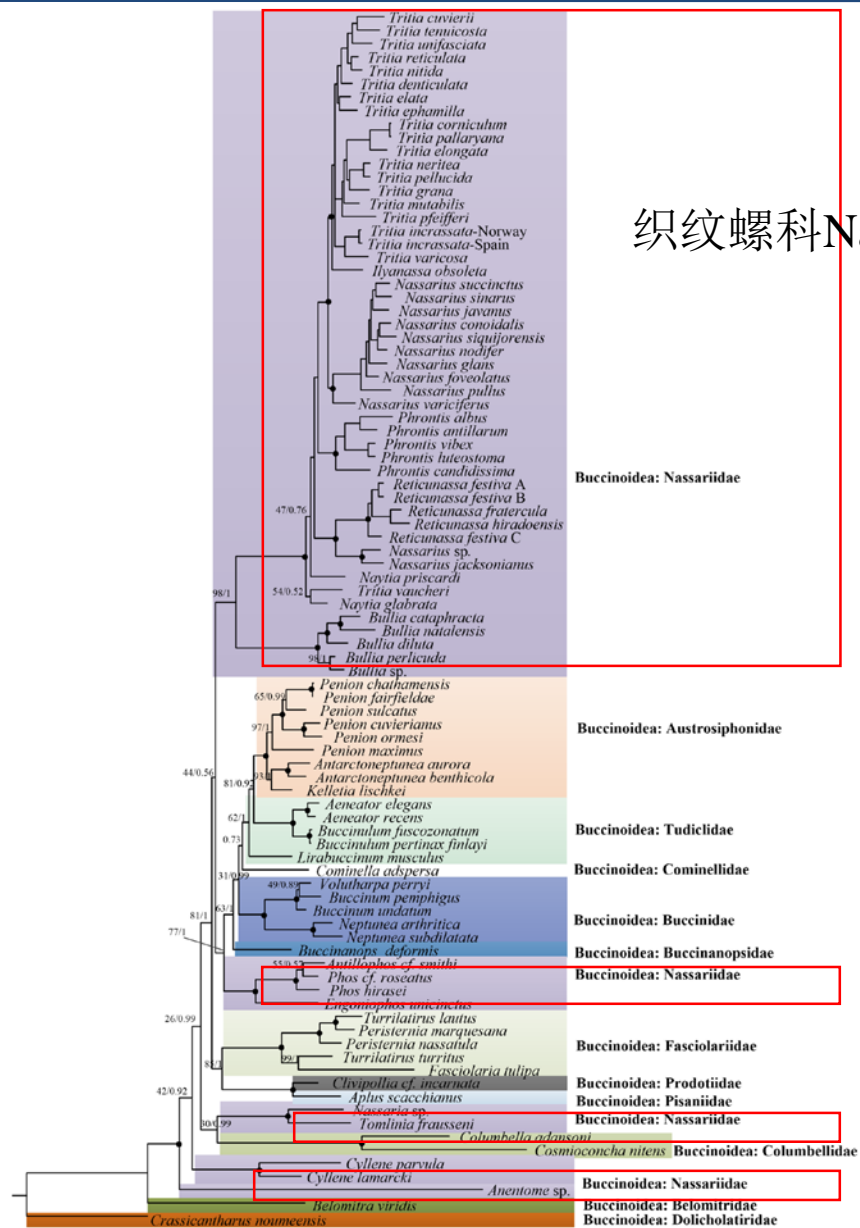 Tritia cuvierii
Tritia tenuicosta
Tritia unifasciata
Tritia reticulata
Tritia nitida
Tritia denticulata
Tritia elata
Tritia ephamilla
Tritia corniculum
Tritia pallaryana
Tritia elongata
Tritia neritea
Tritia pellucida
Tritia grana
Tritia mutabilis
Tritia pfeifferi
Tritia incrassata-Norway
织纹螺科N
Tritia incrassata-Spain
Tritia varicosa
Ilyanassa obsoleta
Nassarius succinctus
Nassarius sinarus
Nassarius javanus
Nassarius conoidalis
Nassarius siquijorensis
Nassarius nodifer
Nassarius glans
Nassarius foveolatus
Nassarius pullus
Nassarius variciferus
Phrontis albus
Phrontis antillarum
Phrontis vibex
Phrontis luteostoma
Phrontis candidissima
Buccinoidea: Nassariidae
Reticunassa festiva A
Reticunassa festiva B
Reticunassa fratercula
47/0.76
Reticunassa hiradoensis
Reticunassa festiva C
Nassarius sp.
Nassarius jacksonianus
Naytia priscardi
54/0.52
Tritia vaucheri
98/1
Naytia glabrata
Bullia cataphracta
Bullia natalensis
Bullia diluta
98/1
Bullia perlicuda
Bullia sp.
Penion chathamensis
65/0.99
Penion fairfieldae
Penion sulcatus
Penion cuvierianus
97/1
Penion ormesi
Buccinoidea: Austrosiphonidae
Penion maximus
Antarctoneptunea aurora
44/0.56
Antarctoneptunea benthicola
81/0.92
Kelletia lischkei
Aeneator elegans
62/1
Aeneator recens
Buccinulum fuscozonatum
Buccinoidea: Tudiclidae
0.73
Buccinulum pertinax finlayi
Lirabuccinum musculus
Cominella adspersa
Buccinoidea: Cominellidae
31/0.99
49/0.89
Volutharpa perryi
Buccinum pemphigus
63/1
Buccinum undatum
81/1
Neptunea arthritica
Buccinoidea: Buccinidae
77/1
Neptunea subdilatata
Buccinanops deformis
Buccinoidea: Buccinanopsidae
Antillophos cf. smithi
Phos cf. roseatus
Buccinoidea: Nassariidae
Phos hirasei
Engoniophos unicinctus
26/0.99
Turrilatirus lautus
Peristernia marquesana
Peristernia nassatula
Buccinoidea: Fasciolariidae
99/1
Turrilatirus turritus
85/1
Fasciolaria tulipa
42/0.92
Clivipollia cf. incarnata
Buccinoidea: Prodotiidae
Aplus scacchianus
Buccinoidea: Pisaniidae
Nassaria sp.
Buccinoidea: Nassariidae
30/0.99
Tomlinia frausseni
Columbella adansoni
Cosmioconcha nitens
Buccinoidea: Columbellidae
Cyllene parvula
Cyllene lamarcki
Buccinoidea: Nassariidae
Anentome sp.
Belomitra viridis
Buccinoidea: Belomitridae
Crassicantharus noumeensis
Buccinoidea: Dolicholatiridae